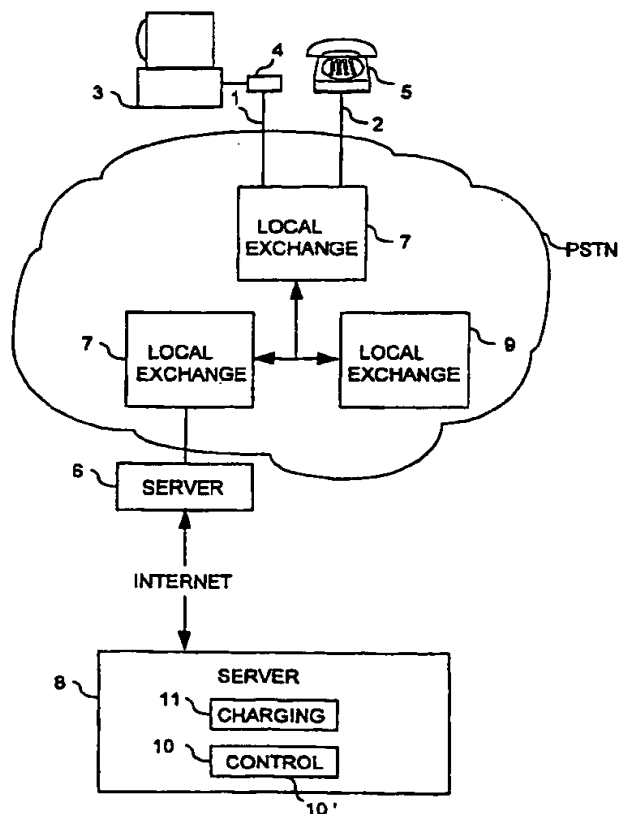 4
3
5
1
2
LOCAL
EXCHANGE
7
PSTN
7
LOCAL
EXCHANGE
LOCAL
EXCHANGE
9
6
SERVER
INTERNET
8
SERVER
11
CHARGING
10
CONTROL
10'